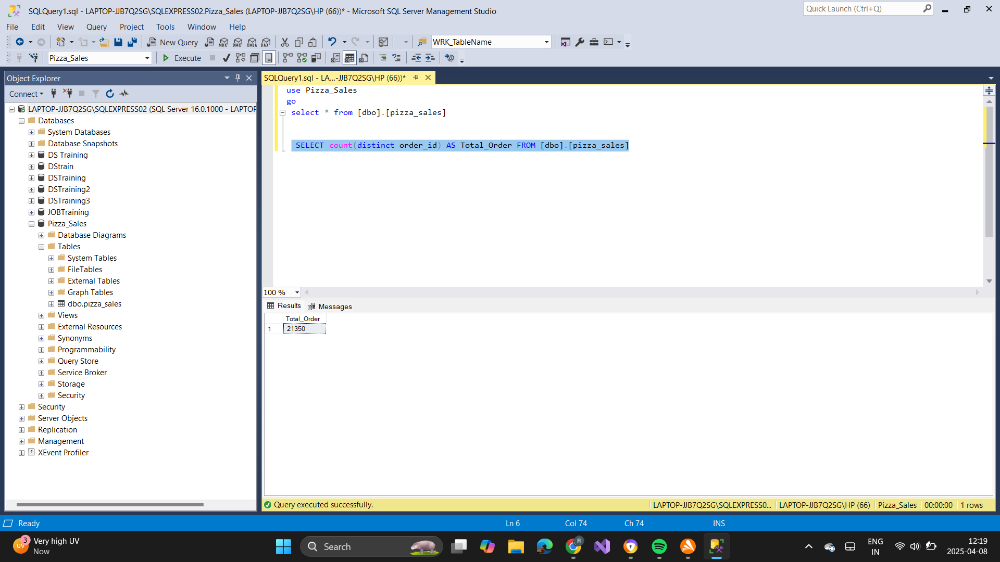 SQLQuery1.sql - LAPTOP-JJB7Q2SG\SQLEXPRESS02.Pizza_Sales (LAPTOP-JJB7Q2SG\HP (66))* - Microsoft SQL Server Management Studio
Quick Launch (Ctrl+Q)
File Edit View Query Project Tools Window Help
New Query MDX DMX XMLA DAX WRK_TableName
Pizza_Sales Execute
Object Explorer
Connect
LAPTOP-JJB7Q2SG\SQLEXPRESS02 (SQL Server 16.0.1000 - LAPTOP
Databases
System Databases
Database Snapshots
DS Training
DStrain
DSTraining
DSTraining2
DSTraining3
JOBTraining
Pizza_Sales
Database Diagrams
Tables
System Tables
FileTables
External Tables
Graph Tables
dbo.pizza_sales
Views
External Resources
Synonyms
Programmability
Query Store
Service Broker
Storage
Security
Security
Server Objects
Replication
Management
XEvent Profiler
SQLQuery1.sql - LA...-JJB7Q2SG\HP (66))*
use Pizza_Sales
go
select * from [dbo].[pizza_sales]
SELECT count(distinct order_id) AS Total_Order FROM [dbo].[pizza_sales]
100 %
Results Messages
Total_Order
1 21350
Query executed successfully. LAPTOP-JJB7Q2SG\SQLEXPRESS0... LAPTOP-JJB7Q2SG\HP (66) Pizza_Sales 00:00:00 1 rows
Ready Ln 6 Col 74 Ch 74 INS
UV 3 Very high UV
Now
Search
R
ENG
IN
12:19
2025-04-08